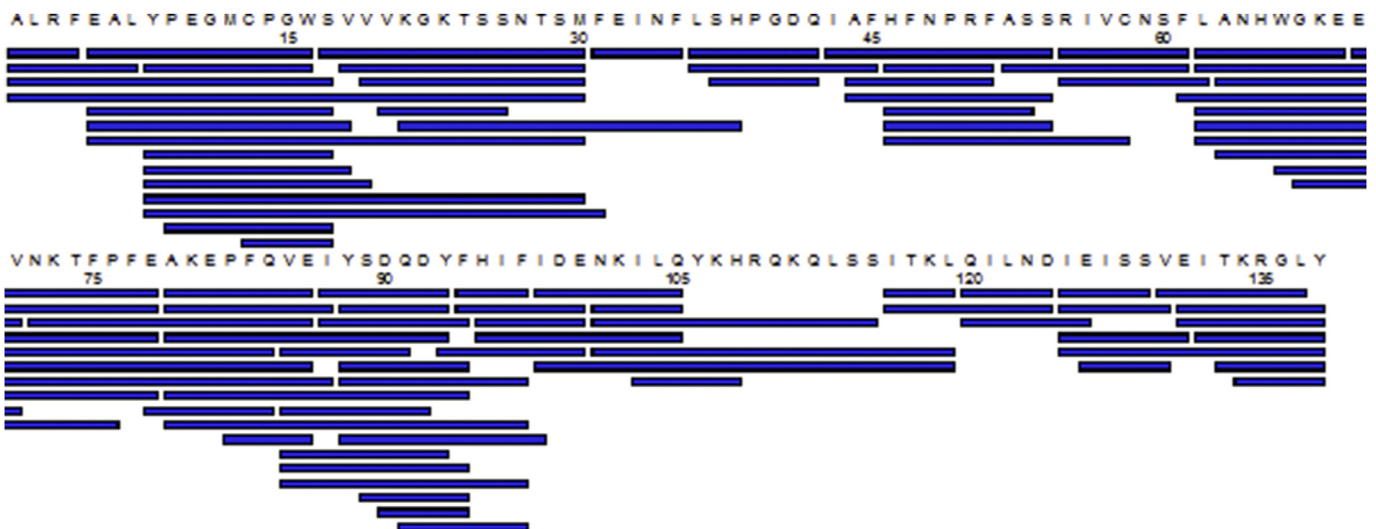 A L R F E A L Y P E G M C P G W S V V V K G K T S S N T S M F E I N F L S H P G D Q I A F H F N P R F A S S R I V C N S F L A N H W G K E E
15 30 45 60
V N K T F P F E A K E P F Q V E I Y S D Q D Y F H I F I D E N K I L Q Y K H R Q K Q L S S I T K L Q I L N D I E I S S V E I T K R G L Y
75 90 105 120 135